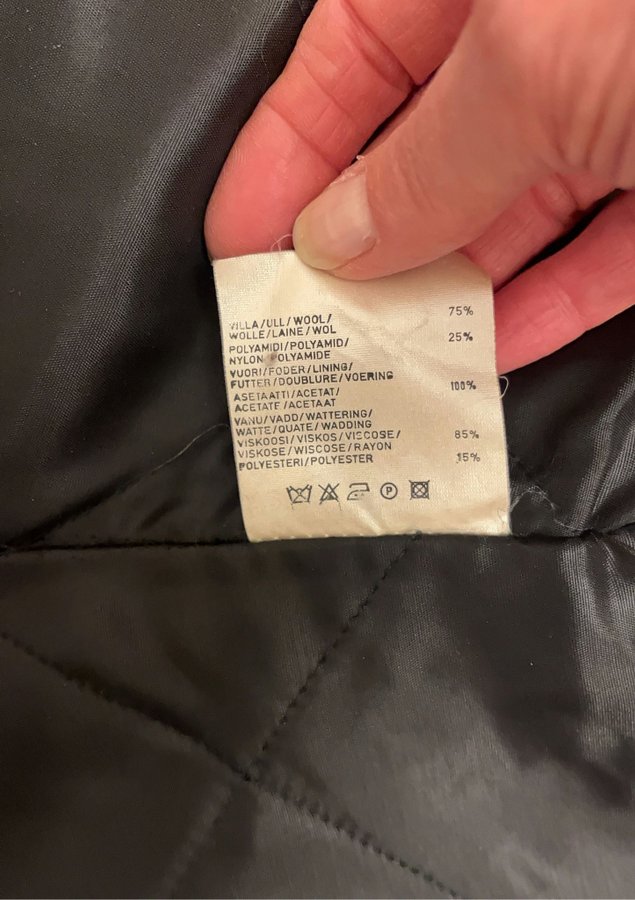 VILLA/ULL/WOOL/ 75%
WOLLE/LAINE/WOL
POLYAMIDI/POLYAMID/ 25%
NYLON POLYAMIDE
VUORI/FODER/LINING/
FUTTER/DOUBLURE/VOERING
ASETAATTI/ACETAT/ 100%
ACETATE/ACETAAT
VANU/VADD/WATTERING/
WATTE/QUATE/WADDING
VISKOOSI/VISKOS/VISCOSE/ 85%
VISKOSE/WISCOSE/RAYON
POLYESTERI/POLYESTER 15%
P